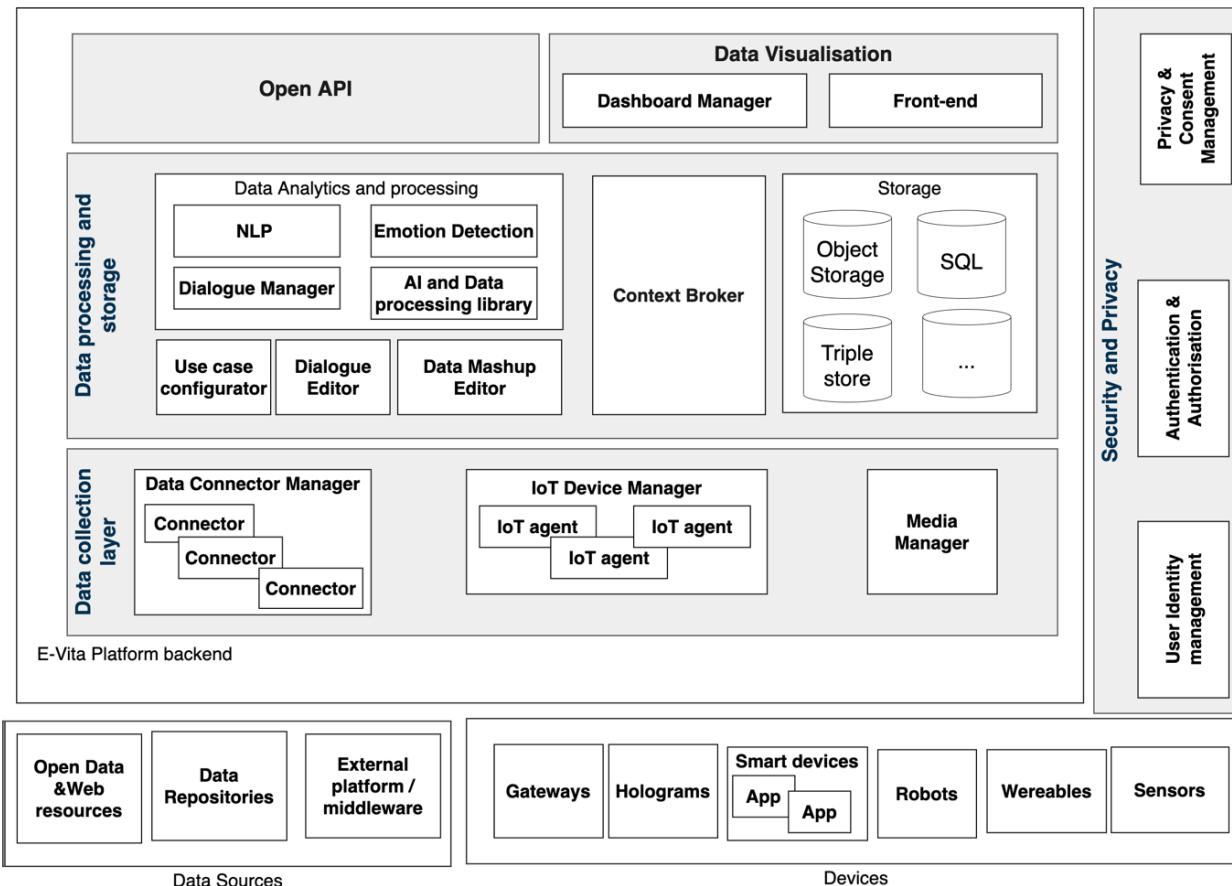 Open API
Data Visualisation
Dashboard Manager
Front-end
Data processing and
storage
Data Analytics and processing
NLP
Emotion Detection
Dialogue Manager
AI and Data
processing library
Use case
configurator
Dialogue
Editor
Data Mashup
Editor
Context Broker
Storage
Object
Storage
SQL
Triple
store
...
Data collection
layer
Data Connector Manager
Connector
Connector
Connector
IoT Device Manager
IoT agent
IoT agent
IoT agent
Media
Manager
E-Vita Platform backend
Security and Privacy
Privacy &
Consent
Management
Authentication &
Authorisation
User Identity
management
Open Data
&Web
resources
Data
Repositories
External
platform /
middleware
Data Sources
Gateways
Holograms
Smart devices
App
App
Robots
Wereables
Sensors
Devices